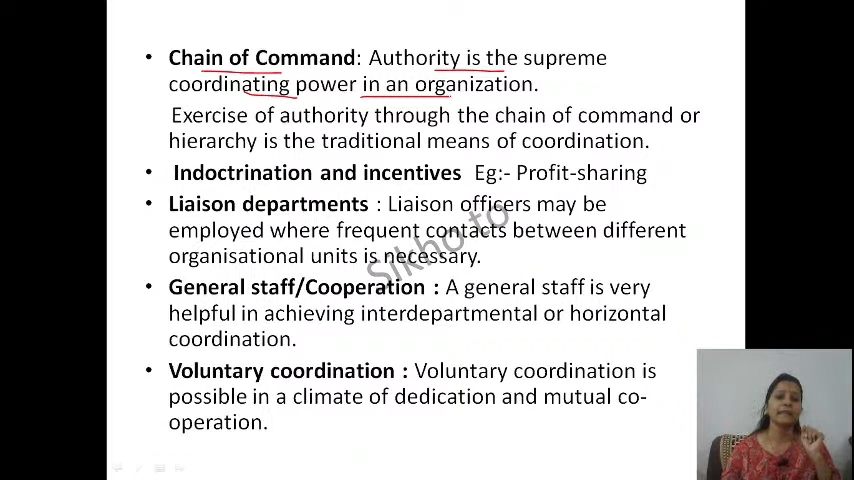 • Chain of Command: Authority is the supreme
coordinating power in an organization.
Exercise of authority through the chain of command or
hierarchy is the traditional means of coordination.
• Indoctrination and incentives Eg:- Profit-sharing
• Liaison departments : Liaison officers may be
employed where frequent contacts between different
organisational units is necessary.
• General staff/Cooperation : A general staff is very
helpful in achieving interdepartmental or horizontal
coordination.
• Voluntary coordination : Voluntary coordination is
possible in a climate of dedication and mutual co-
operation.
Sikho to